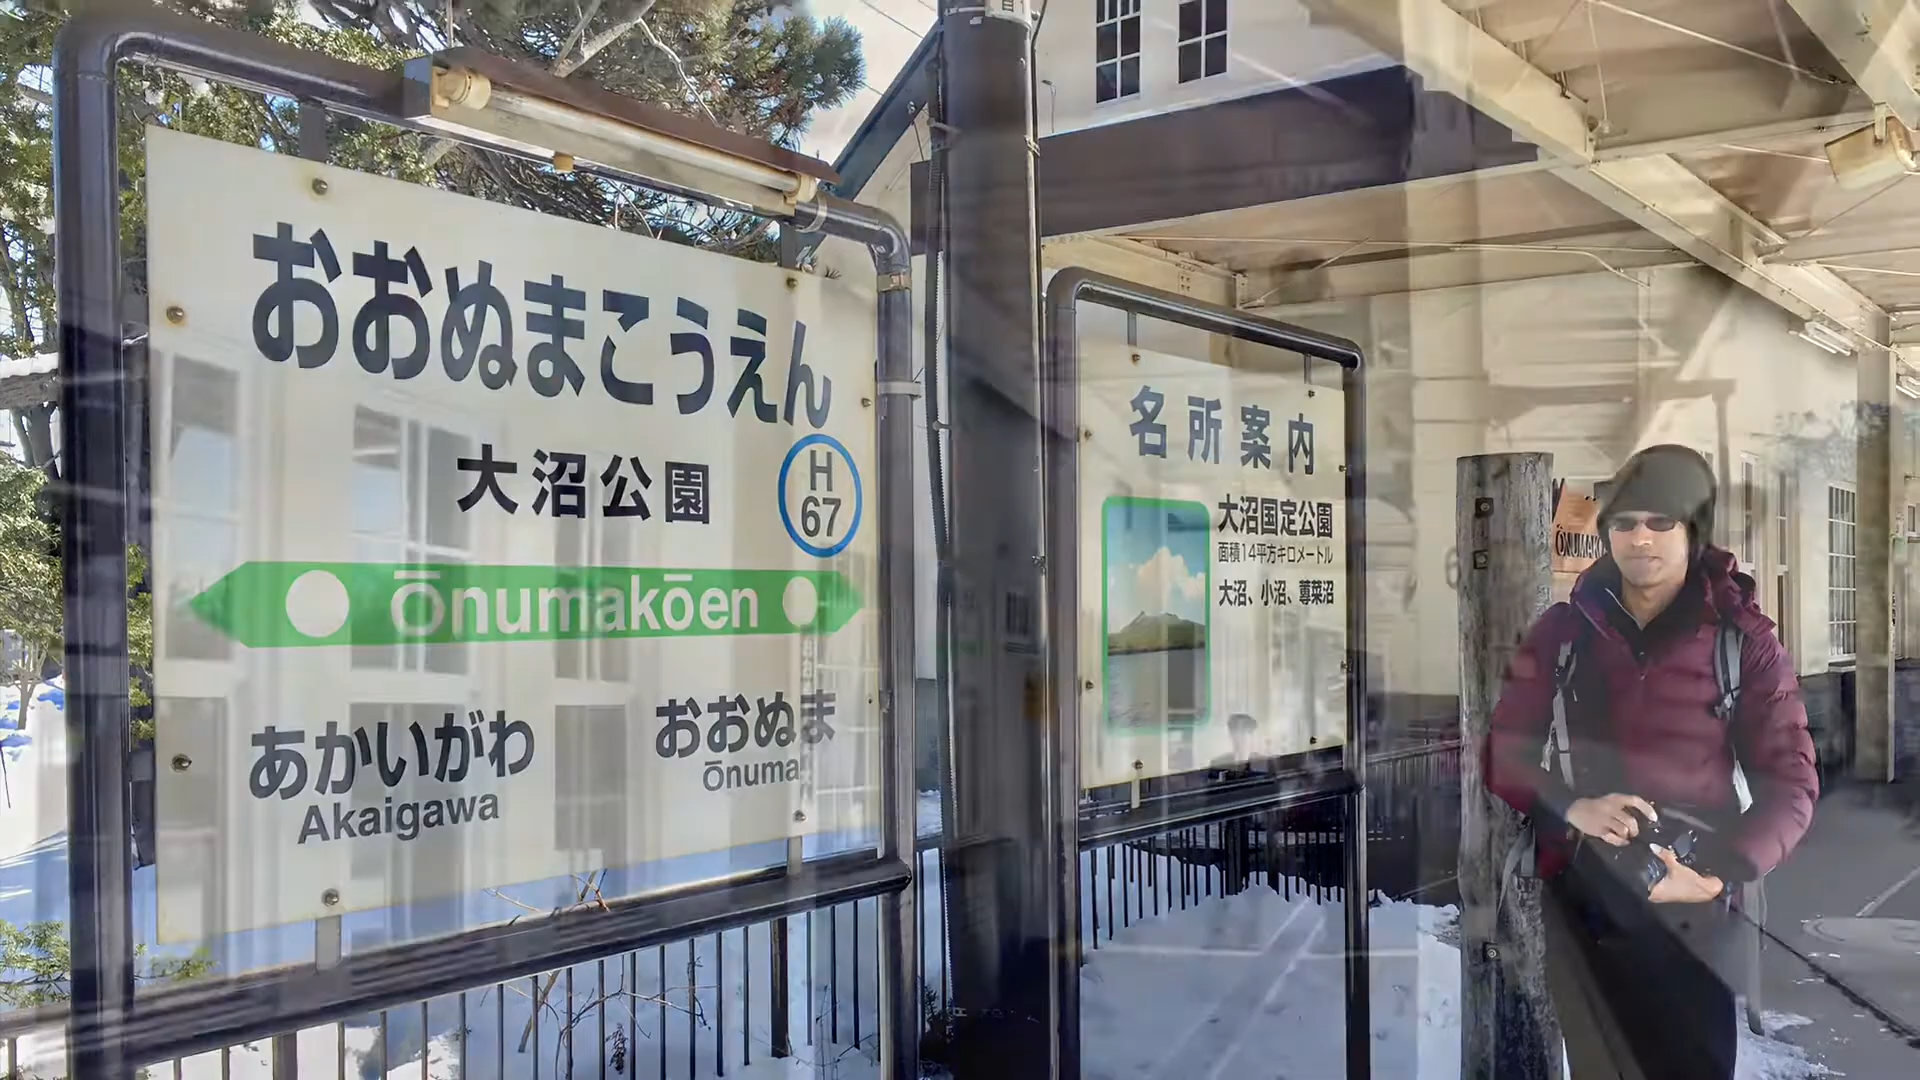 おおぬまこうえん
大沼公園
H
67
Ōnumakōen
あかいがわ
Akaigawa
おおぬま
Ōnuma
名所案内
大沼国定公園
面積14平方キロメートル
大沼、小沼、蓴菜沼
ŌNUMAKO